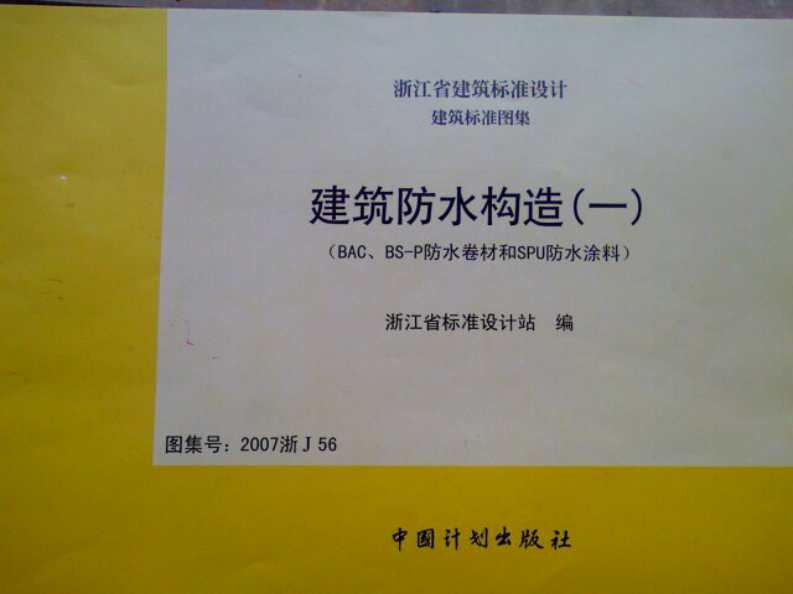 浙江省建筑标准设计
建筑标准图集
建筑防水构造(一)
（BAC、BS-P防水卷材和SPU防水涂料）
浙江省标准设计站 编
图集号：2007浙J56
中国计划出版社